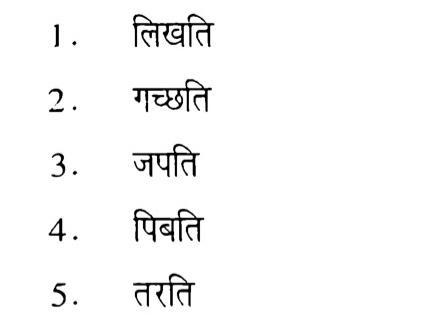 1. लिखति
2. गच्छति
3. जपति
4. पिबति
5. तरति